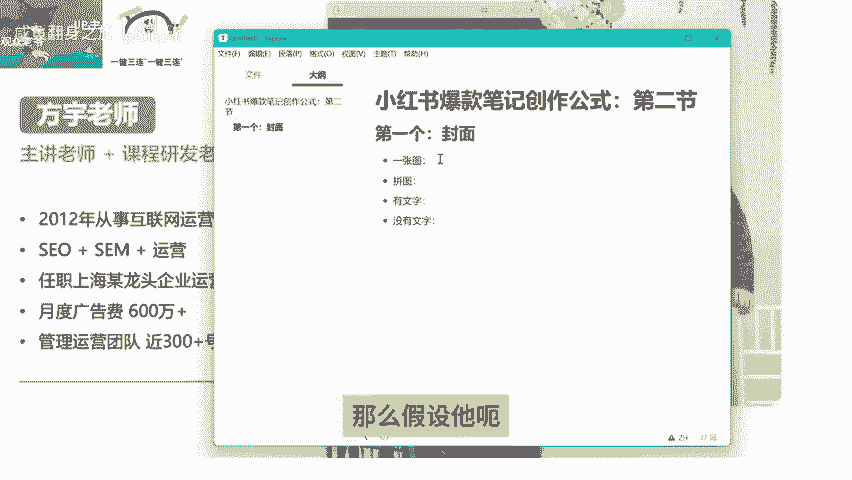 一键三连 一键三连
方宇老师
主讲老师 + 课程研发老
• 2012年从事互联网运营
• SEO + SEM + 运营
• 任职上海某龙头企业运营
• 月度广告费 600万+
• 管理运营团队 近300+号
文件(F) 编辑(E) 段落(P) 格式(O) 视图(V) 主题(T) 帮助(H)
文件 大纲
小红书爆款笔记创作公式：第二
节
第一个：封面
小红书爆款笔记创作公式：第二节
第一个：封面
• 一张图：
• 拼图：
• 有文字：
• 没有文字：
那么假设他呃